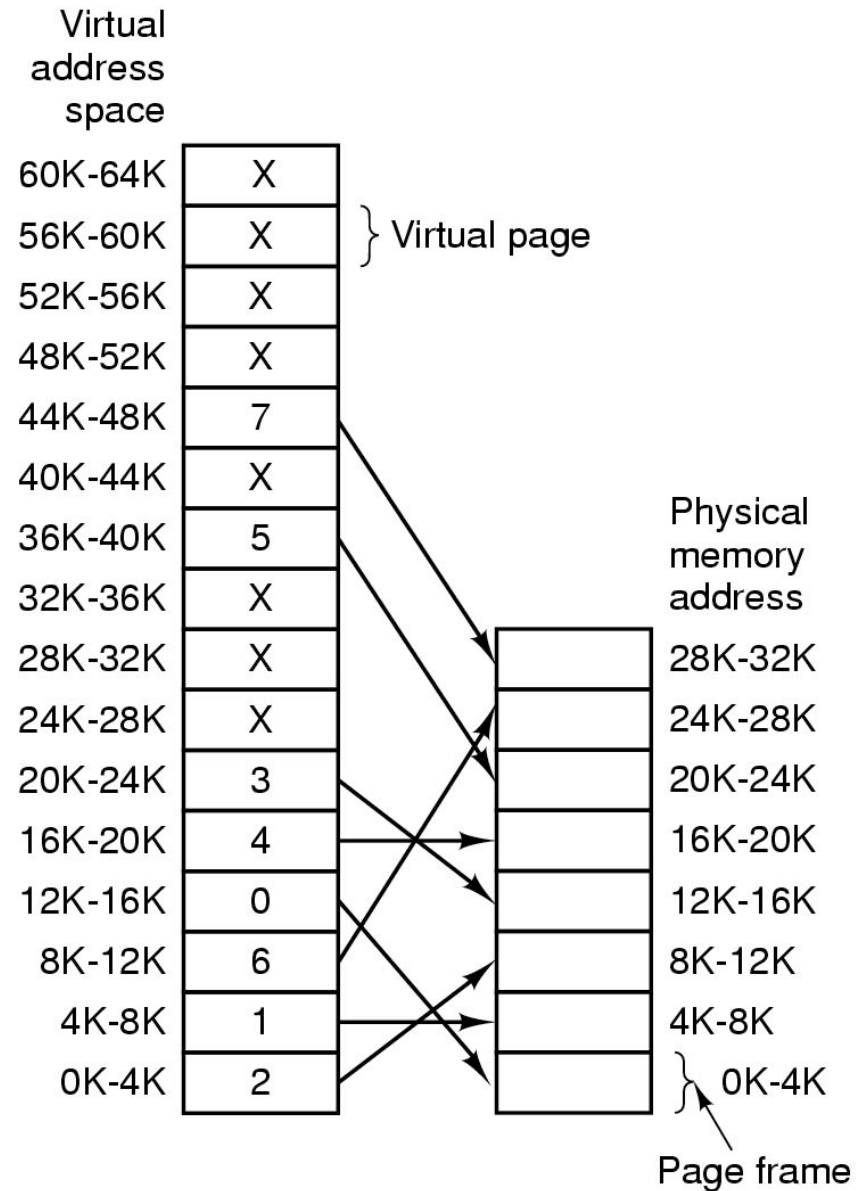 Virtual
address
space
60K-64K X
56K-60K X Virtual page
52K-56K X
48K-52K X
44K-48K 7
40K-44K X
36K-40K 5
32K-36K X
28K-32K X
24K-28K X
20K-24K 3
16K-20K 4
12K-16K 0
8K-12K 6
4K-8K 1
0K-4K 2
Physical
memory
address
28K-32K
24K-28K
20K-24K
16K-20K
12K-16K
8K-12K
4K-8K
0K-4K
Page frame